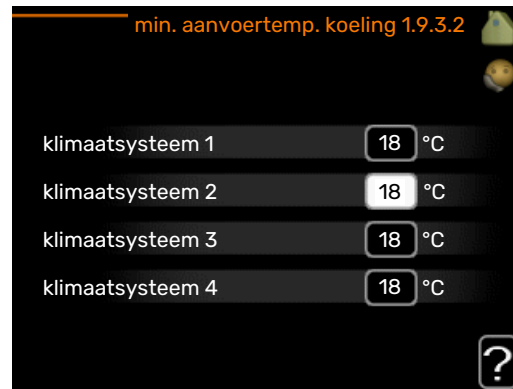 min. aanvoertemp. koeling 1.9.3.2
klimaatsysteem 1 18 °C
klimaatsysteem 2 18 °C
klimaatsysteem 3 18 °C
klimaatsysteem 4 18 °C
?